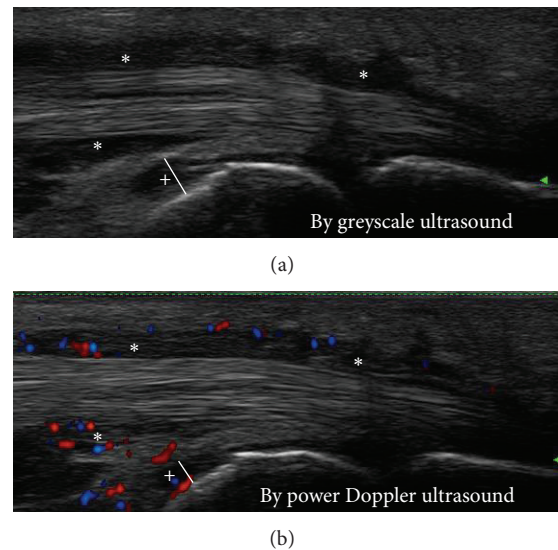 *
*
*
+
By greyscale ultrasound
(a)
*
*
*
+
By power Doppler ultrasound
(b)